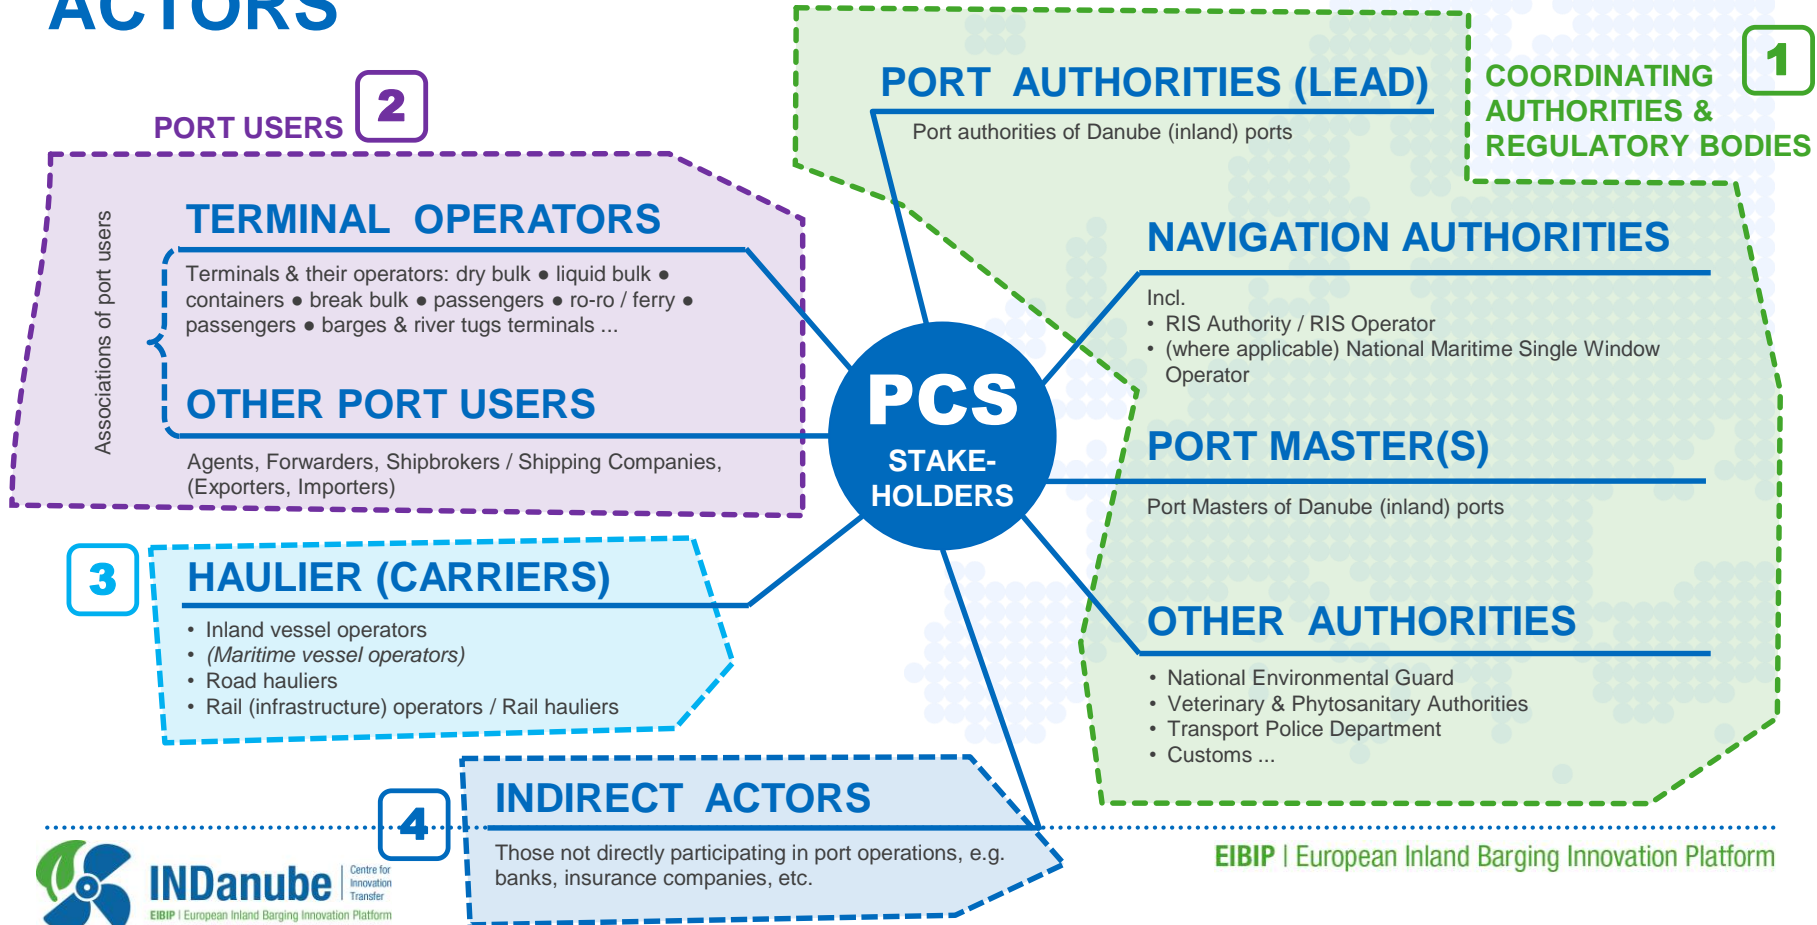 ACTORS
1
COORDINATING
AUTHORITIES &
REGULATORY BODIES
PORT AUTHORITIES (LEAD)
Port authorities of Danube (inland) ports
NAVIGATION AUTHORITIES
Incl.
• RIS Authority / RIS Operator
• (where applicable) National Maritime Single Window
Operator
PORT MASTER(S)
Port Masters of Danube (inland) ports
OTHER AUTHORITIES
• National Environmental Guard
• Veterinary & Phytosanitary Authorities
• Transport Police Department
• Customs ...
2
PORT USERS
Associations of port users
TERMINAL OPERATORS
Terminals & their operators: dry bulk ● liquid bulk ●
containers ● break bulk ● passengers ● ro-ro / ferry ●
passengers ● barges & river tugs terminals ...
OTHER PORT USERS
Agents, Forwarders, Shipbrokers / Shipping Companies,
(Exporters, Importers)
PCS
STAKE-
HOLDERS
3
HAULIER (CARRIERS)
• Inland vessel operators
• (Maritime vessel operators)
• Road hauliers
• Rail (infrastructure) operators / Rail hauliers
4
INDIRECT ACTORS
Those not directly participating in port operations, e.g.
banks, insurance companies, etc.
INDanube
Centre for
Innovation
Transfer
EIBIP | European Inland Barging Innovation Platform
EIBIP | European Inland Barging Innovation Platform